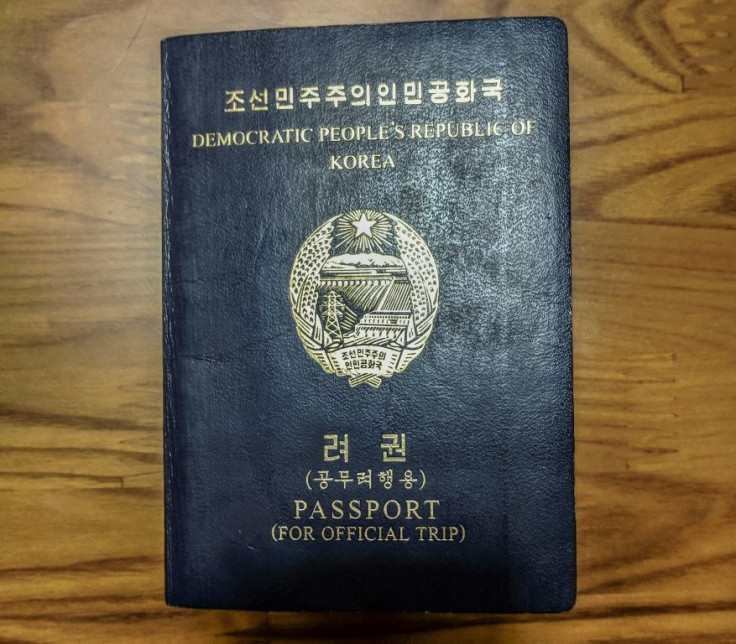 조선민주주의인민공화국
DEMOCRATIC PEOPLE'S REPUBLIC OF
KOREA
조선민주주의
인민공화국
려 권
(공무려행용)
PASSPORT
(FOR OFFICIAL TRIP)